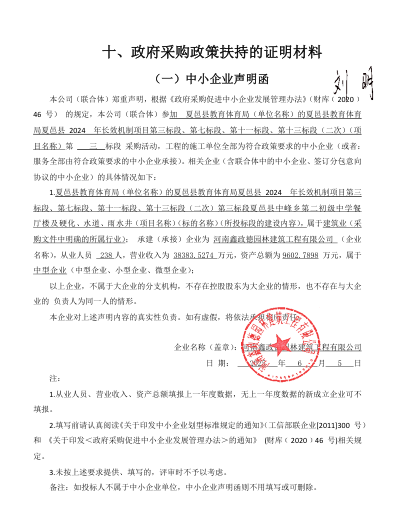 十、政府采购政策扶持的证明材料
（一）中小企业声明函
刘 明
本公司（联合体）郑重声明，根据《政府采购促进中小企业发展管理办法》（财库﹝2020﹞
46 号）的规定，本公司（联合体）参加 夏邑县教育体育局（单位名称）的夏邑县教育体育
局夏邑县 2024 年长效机制项目第三标段、第七标段、第十一标段、第十三标段（二次）（项
目名称）第 三 标段 采购活动，工程的施工单位全部为符合政策要求的中小企业（或者：
服务全部由符合政策要求的中小企业承接）。相关企业（含联合体中的中小企业、签订分包意向
协议的中小企业）的具体情况如下：
1.夏邑县教育体育局（单位名称）的夏邑县教育体育局夏邑县 2024 年长效机制项目第三
标段、第七标段、第十一标段、第十三标段（二次）第三标段夏邑县中峰乡第二初级中学餐
厅楼及硬化、水道、雨水井（项目名称）（标的名称）（所投标段的建设内容），属于建筑业（采
购文件中明确的所属行业）； 承建（承接）企业为 河南鑫政德园林建筑工程有限公司 （企业
名称），从业人员 238 人，营业收入为 38383.5274 万元，资产总额为 9602.7898 万元，属于
中型企业（中型企业、小型企业、微型企业）；
以上企业，不属于大企业的分支机构，不存在控股股东为大企业的情形，也不存在与大企
业的 负责人为同一人的情形。
本企业对上述声明内容的真实性负责。如有虚假，将依法承担相应责任。
企业名称（盖章）：河南鑫政德园林建筑工程有限公司
日 期： 年 6 月 5 日
注：
1.从业人员、营业收入、资产总额填报上一年度数据，无上一年度数据的新成立企业可不
填报。
2.填写前请认真阅读《关于印发中小企业划型标准规定的通知》（工信部联企业[2011]300 号）
和 《关于印发＜政府采购促进中小企业发展管理办法＞的通知》（财库﹝2020﹞46 号)相关规
定。
3.未按上述要求提供、填写的，评审时不予以考虑。
备注：如投标人不属于中小企业单位，中小企业声明函则不用填写或可删除。